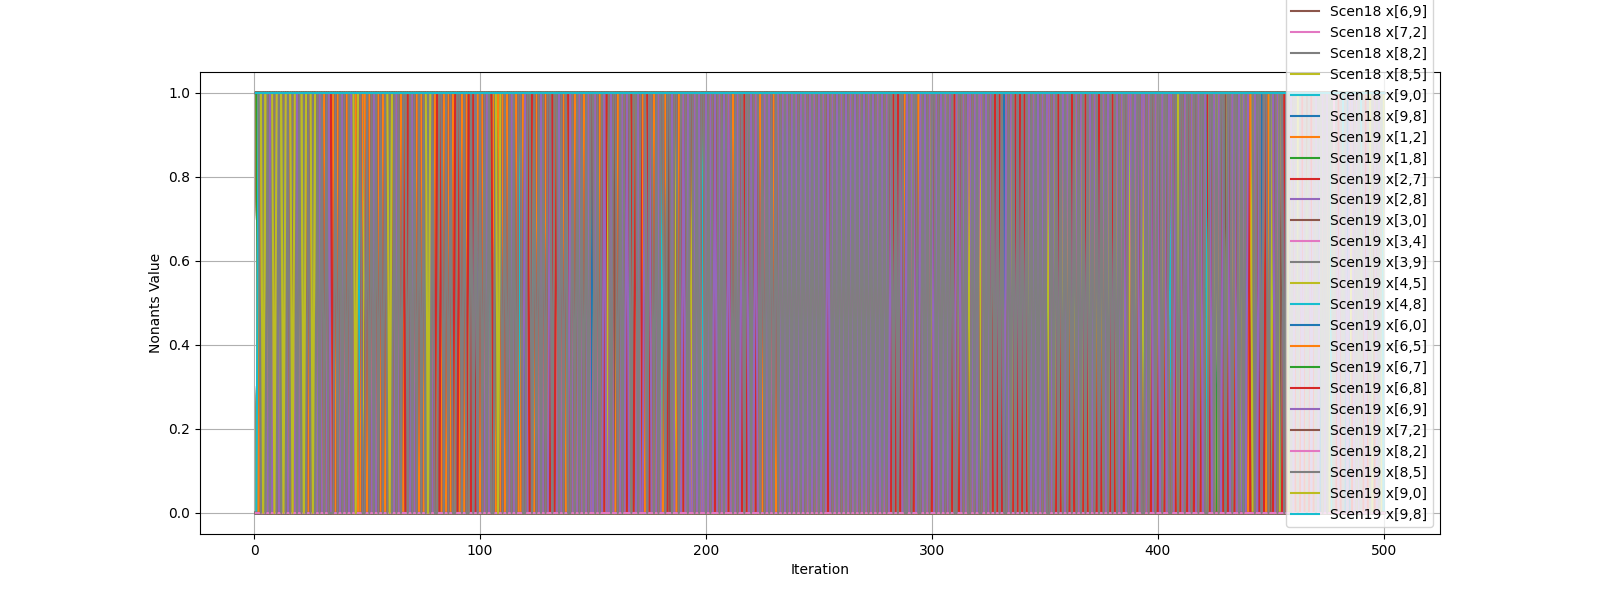 Scen18 x[6,9]
Scen18 x[7,2]
Scen18 x[8,2]
Scen18 x[8,5]
Scen18 x[9,0]
Scen18 x[9,8]
Scen19 x[1,2]
Scen19 x[1,8]
Scen19 x[2,7]
Scen19 x[2,8]
Scen19 x[3,0]
Scen19 x[3,4]
Scen19 x[3,9]
Scen19 x[4,5]
Scen19 x[4,8]
Scen19 x[6,0]
Scen19 x[6,5]
Scen19 x[6,7]
Scen19 x[6,8]
Scen19 x[6,9]
Scen19 x[7,2]
Scen19 x[8,2]
Scen19 x[8,5]
Scen19 x[9,0]
Scen19 x[9,8]
1.0
0.8
0.6
0.4
0.2
0.0
Nonants Value
0 100 200 300 400 500
Iteration